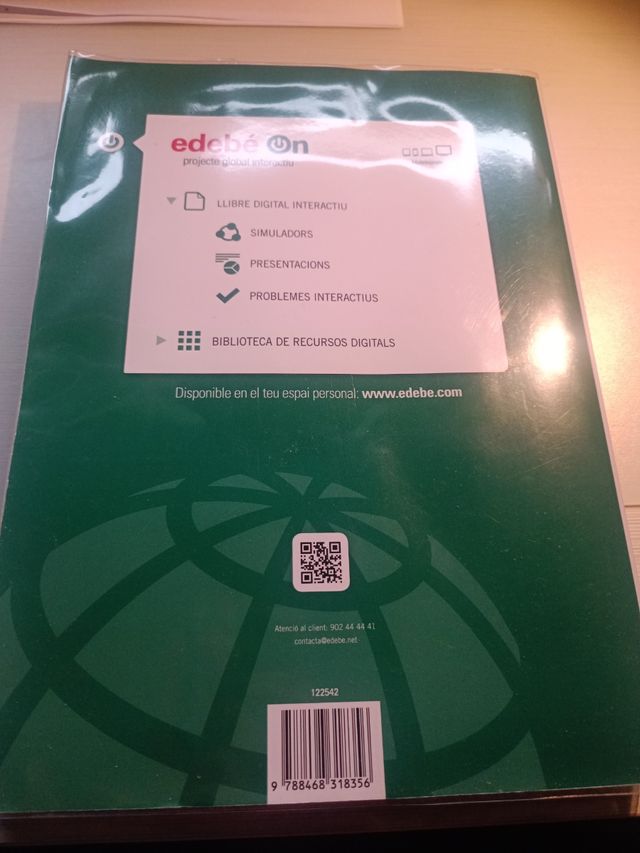 edebé On
projecte global interactiu
LLIBRE DIGITAL INTERACTIU
SIMULADORS
PRESENTACIONS
PROBLEMES INTERACTIUS
BIBLIOTECA DE RECURSOS DIGITALS
Disponible en el teu espai personal: www.edebe.com
Atenció al client: 902 44 44 41
contacta@edebe.net
122542
9 788468 318356